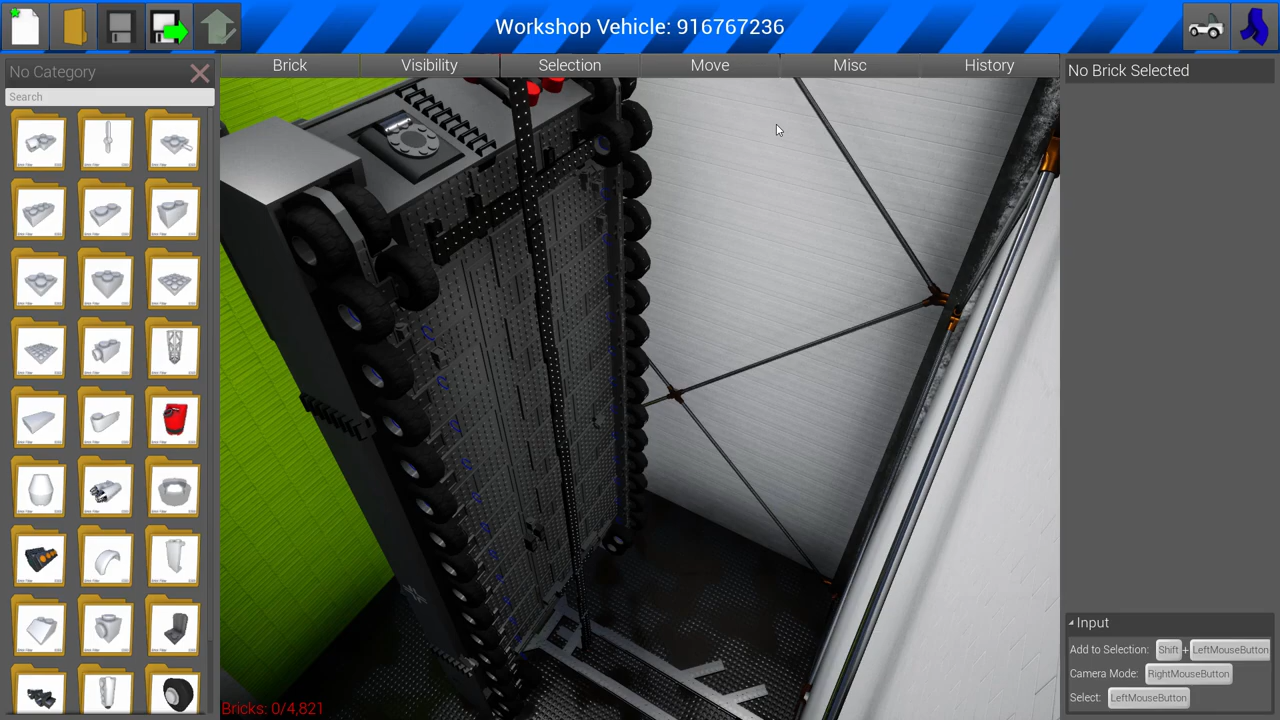 Workshop Vehicle: 916767236
No Category
Search
Brick
Visibility
Selection
Move
Misc
History
No Brick Selected
Input
Add to Selection: Shift + LeftMouseButton
Camera Mode: RightMouseButton
Select: LeftMouseButton
Bricks: 0/4,821